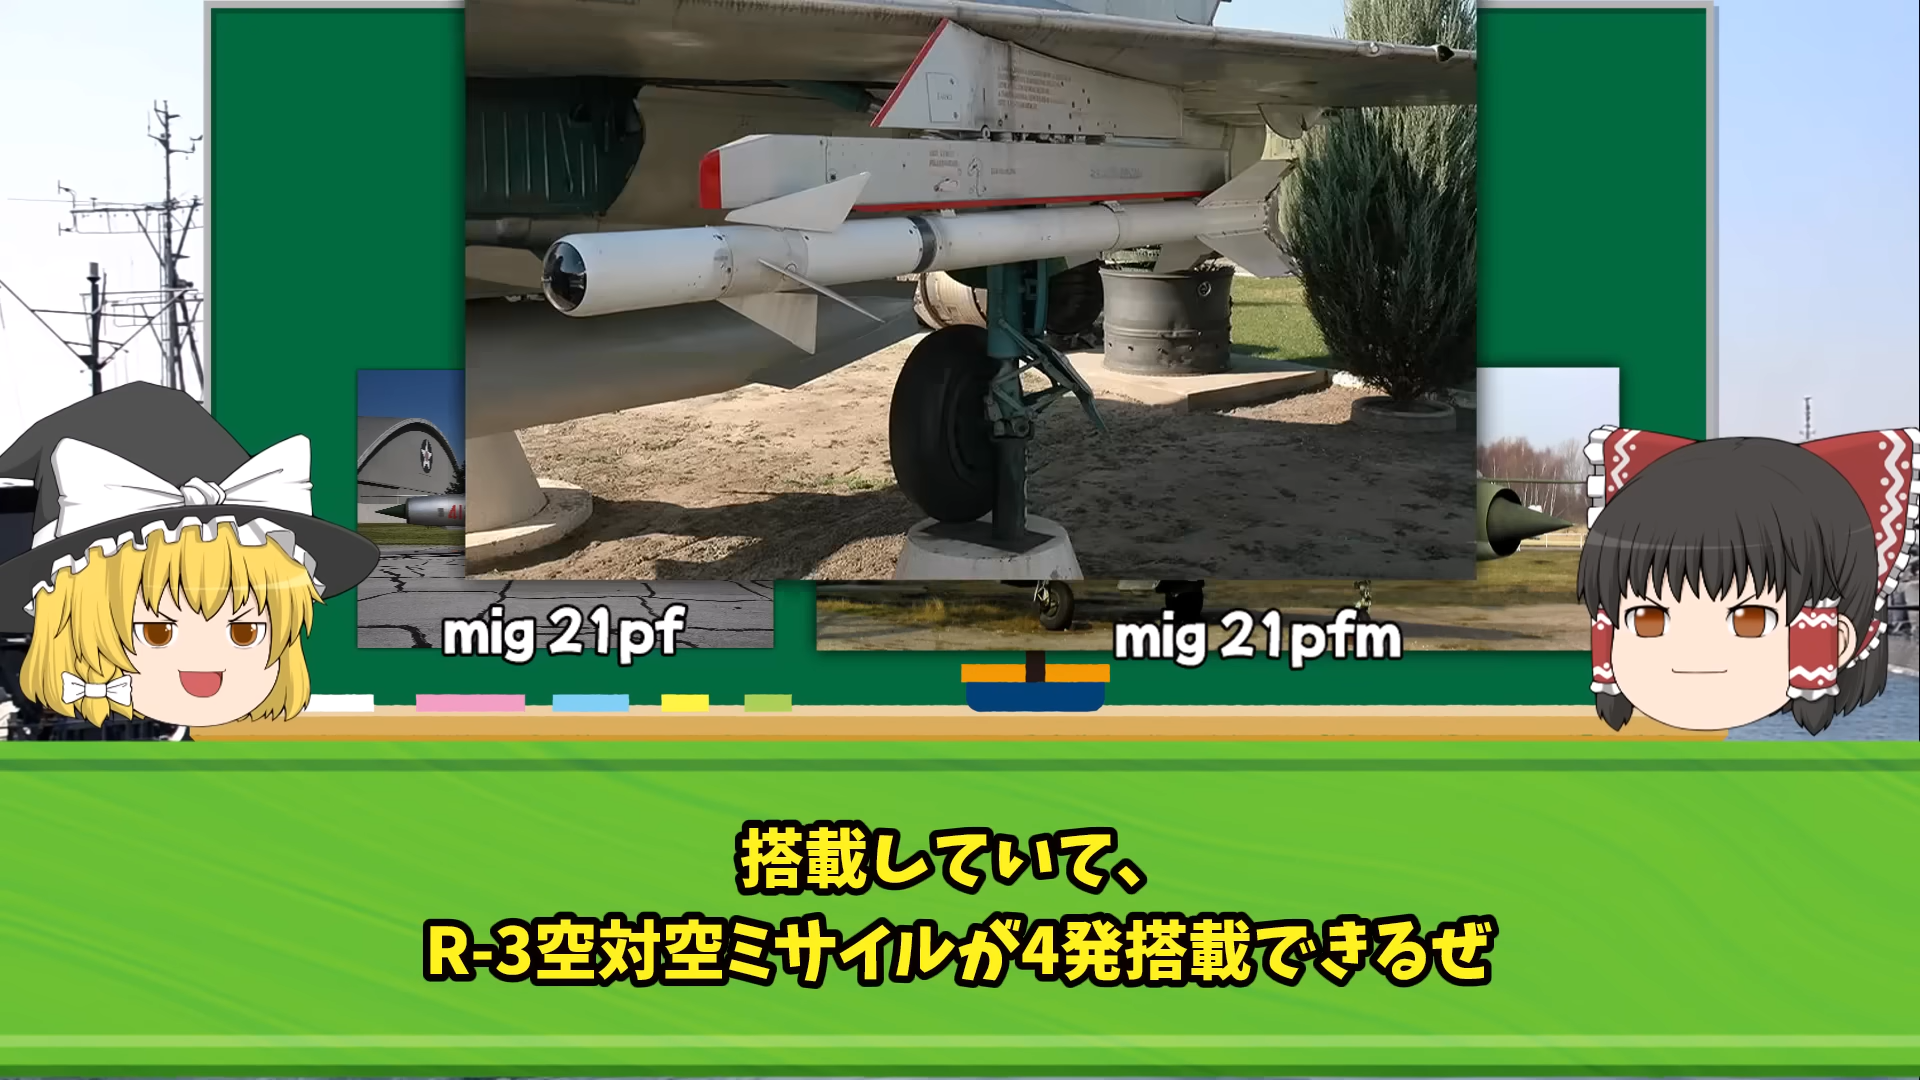 mig 21pf
mig 21pfm
搭載していて、
R-3空対空ミサイルが4発搭載できるぜ